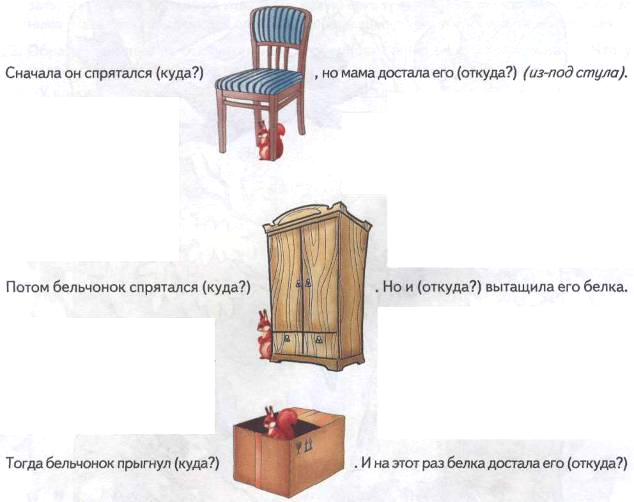 Сначала он спрятался (куда?) , но мама достала его (откуда?) (из-под стула).
Потом бельчонок спрятался (куда?) . Но и (откуда?) вытащила его белка.
Тогда бельчонок прыгнул (куда?) . И на этот раз белка достала его (откуда?)